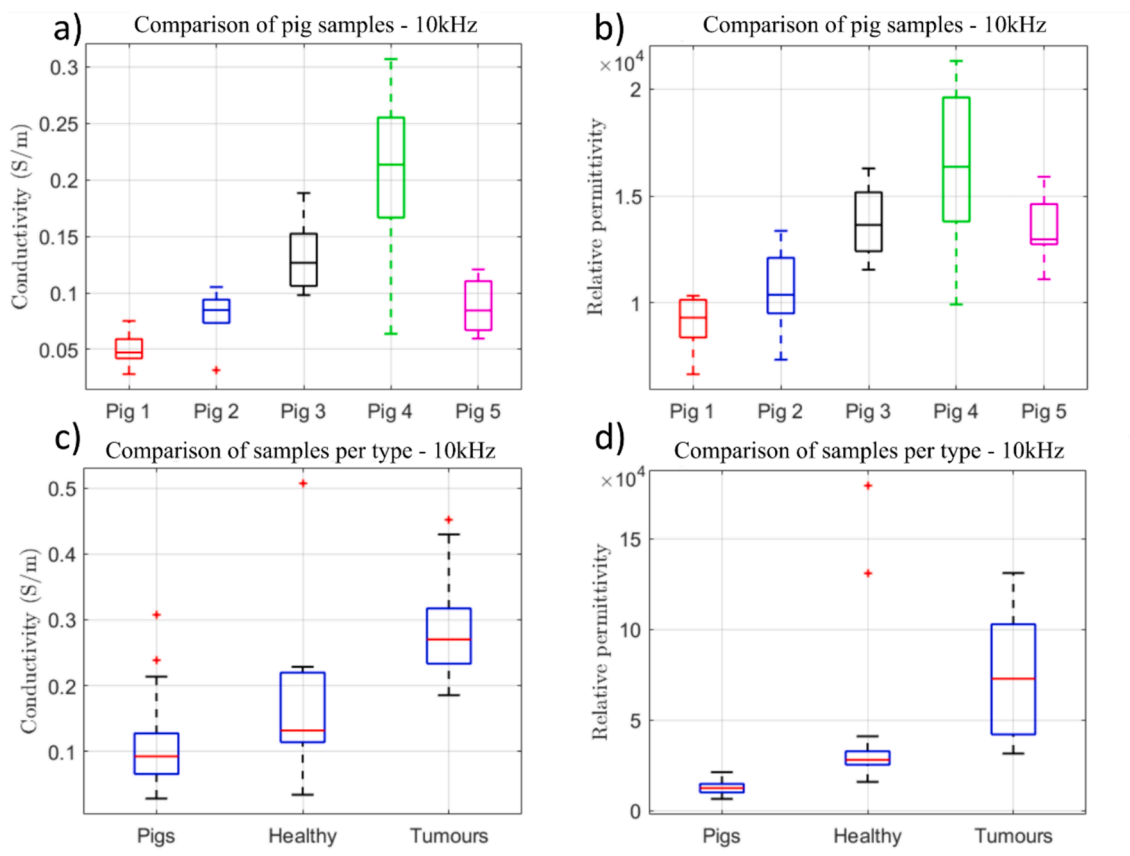 a) Comparison of pig samples - 10kHz
Conductivity (S/m)
0.3
0.25
0.2
0.15
0.1
0.05
Pig 1 Pig 2 Pig 3 Pig 4 Pig 5
b) Comparison of pig samples - 10kHz
×10⁴
Relative permittivity
2
1.5
1
Pig 1 Pig 2 Pig 3 Pig 4 Pig 5
c) Comparison of samples per type - 10kHz
Conductivity (S/m)
0.5
0.4
0.3
0.2
0.1
Pigs Healthy Tumours
d) Comparison of samples per type - 10kHz
×10⁴
Relative permittivity
15
10
5
0
Pigs Healthy Tumours